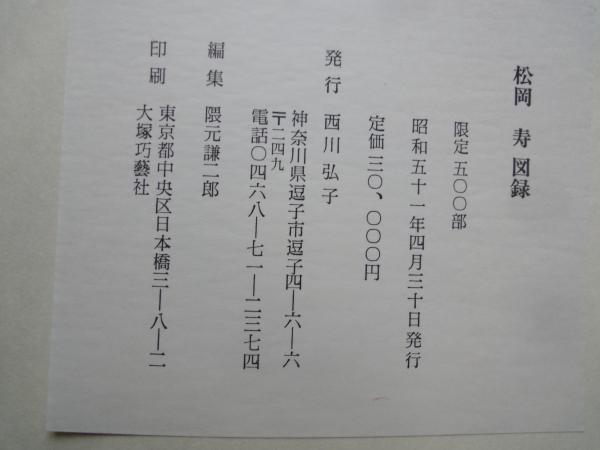 松岡 寿 図録
限定 五〇〇部
昭和五十一年四月三十日発行
定価 三〇、〇〇〇円
発行 西川弘子
神奈川県逗子市逗子四―六―六
〒二四九
電話〇四六八―七一―二三七四
編集 隈元謙二郎
印刷 東京都中央区日本橋三―八―二
大塚巧藝社